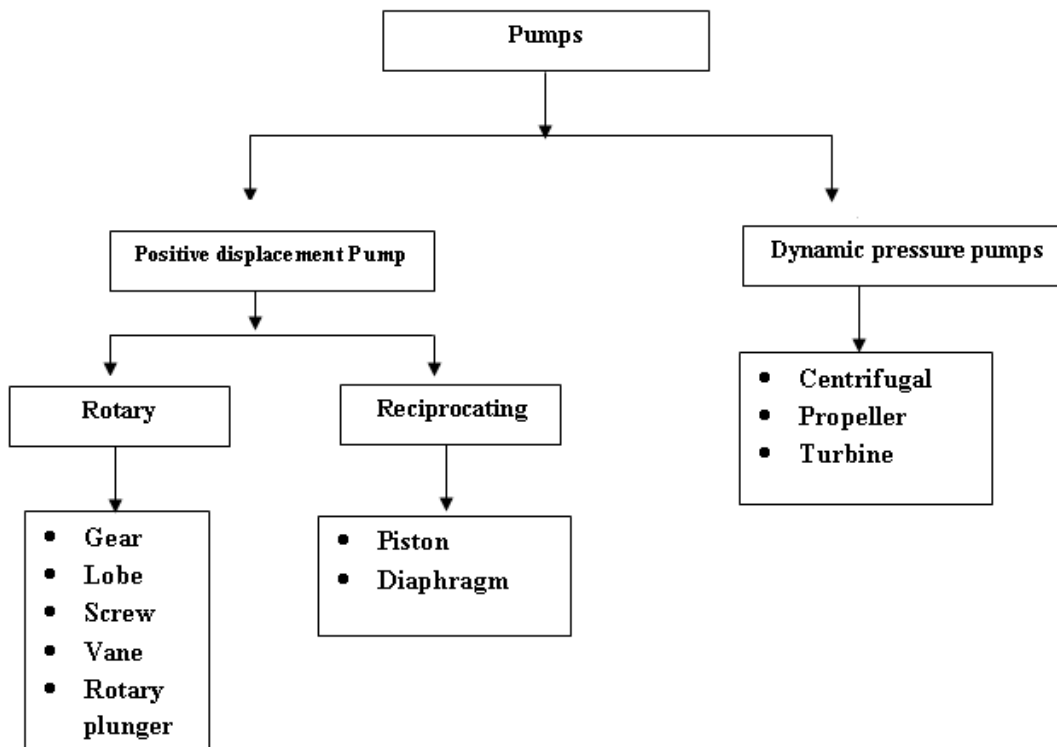 Pumps
Positive displacement Pump
Dynamic pressure pumps
Rotary
Reciprocating
• Centrifugal
• Propeller
• Turbine
• Gear
• Lobe
• Screw
• Vane
• Rotary
plunger
• Piston
• Diaphragm